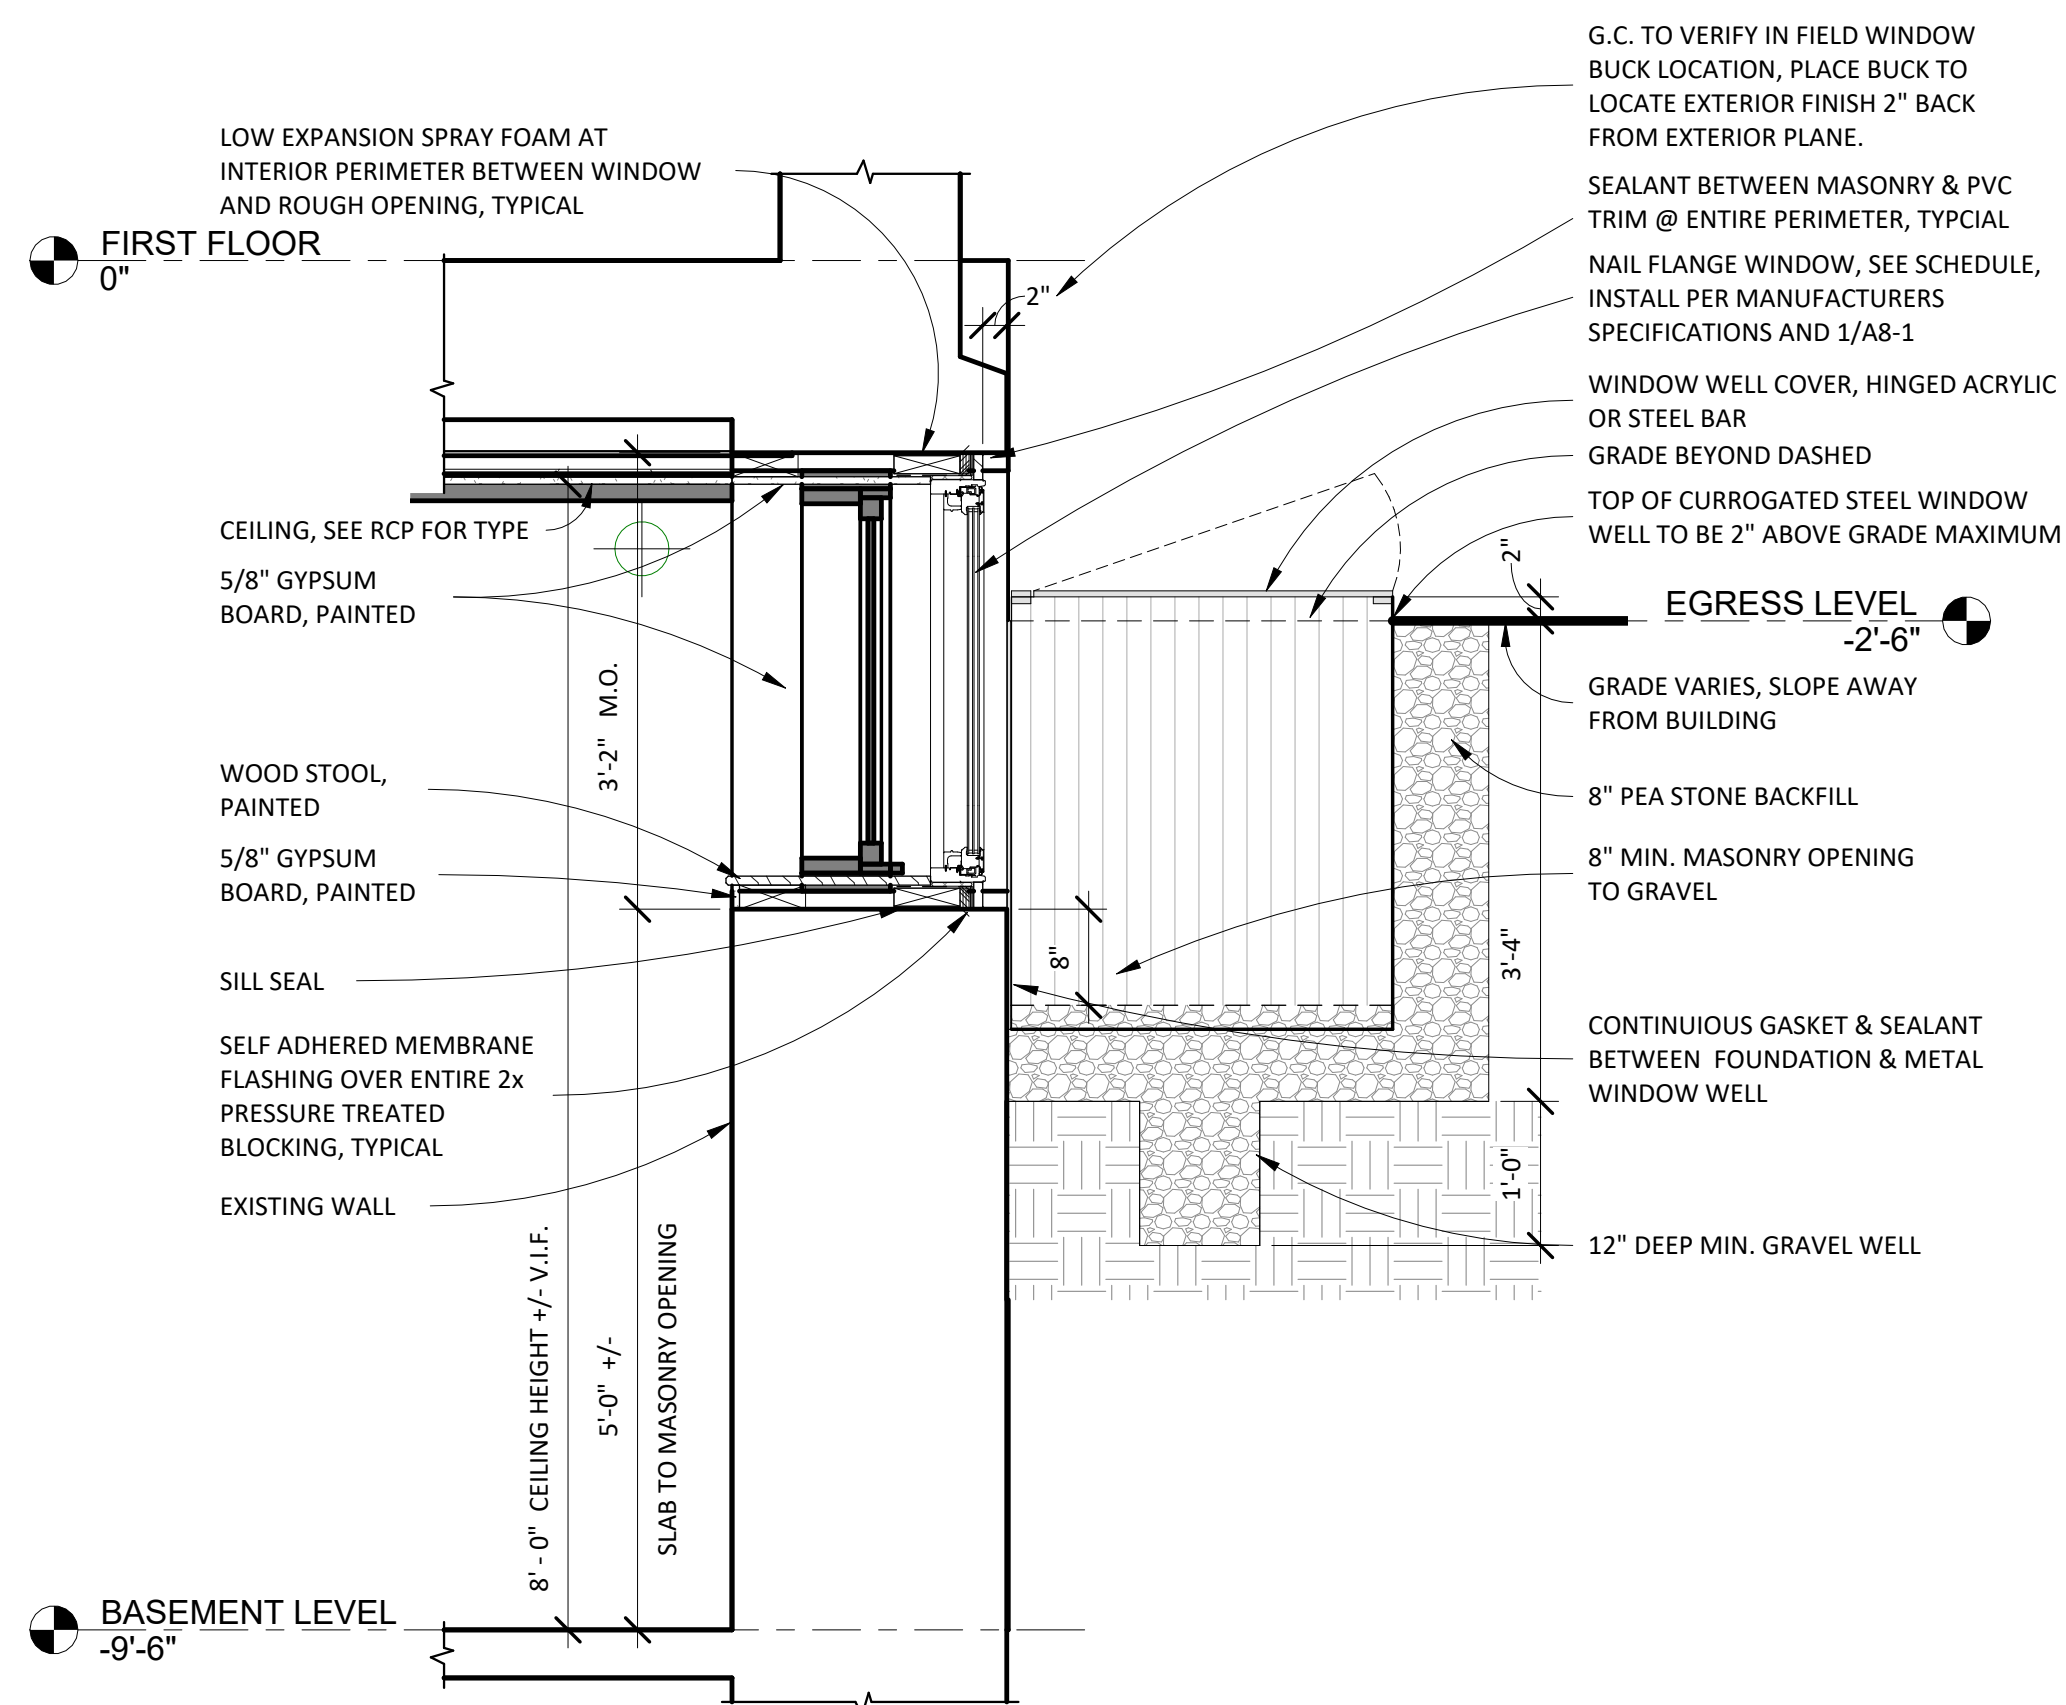 G.C. TO VERIFY IN FIELD WINDOW
BUCK LOCATION, PLACE BUCK TO
LOCATE EXTERIOR FINISH 2" BACK
FROM EXTERIOR PLANE.
LOW EXPANSION SPRAY FOAM AT
INTERIOR PERIMETER BETWEEN WINDOW
AND ROUGH OPENING, TYPICAL
SEALANT BETWEEN MASONRY & PVC
TRIM @ ENTIRE PERIMETER, TYPCIAL
FIRST FLOOR
0"
2"
NAIL FLANGE WINDOW, SEE SCHEDULE,
INSTALL PER MANUFACTURERS
SPECIFICATIONS AND 1/A8-1
WINDOW WELL COVER, HINGED ACRYLIC
OR STEEL BAR
GRADE BEYOND DASHED
TOP OF CURROGATED STEEL WINDOW
WELL TO BE 2" ABOVE GRADE MAXIMUM
2"
CEILING, SEE RCP FOR TYPE
5/8" GYPSUM
BOARD, PAINTED
EGRESS LEVEL
-2'-6"
3'-2" M.O.
GRADE VARIES, SLOPE AWAY
FROM BUILDING
WOOD STOOL,
PAINTED
8" PEA STONE BACKFILL
5/8" GYPSUM
BOARD, PAINTED
8" MIN. MASONRY OPENING
TO GRAVEL
8"
3'-4"
SILL SEAL
SELF ADHERED MEMBRANE
FLASHING OVER ENTIRE 2x
PRESSURE TREATED
BLOCKING, TYPICAL
CONTINUIOUS GASKET & SEALANT
BETWEEN FOUNDATION & METAL
WINDOW WELL
EXISTING WALL
1'-0"
12" DEEP MIN. GRAVEL WELL
8' - 0" CEILING HEIGHT +/- V.I.F.
5'-0" +/-
SLAB TO MASONRY OPENING
BASEMENT LEVEL
-9'-6"